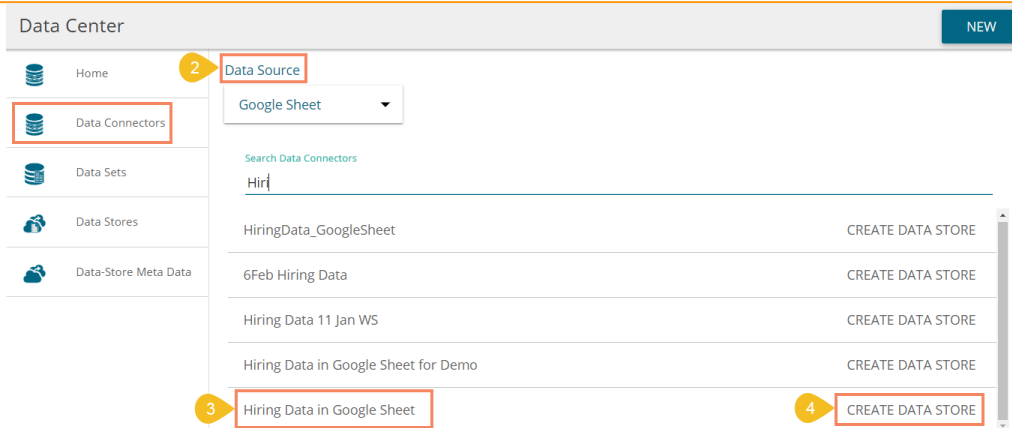 Data Center
NEW
Home
Data Connectors
Data Sets
Data Stores
Data-Store Meta Data
2
Data Source
Google Sheet
Search Data Connectors
Hiri
HiringData_GoogleSheet CREATE DATA STORE
6Feb Hiring Data CREATE DATA STORE
Hiring Data 11 Jan WS CREATE DATA STORE
Hiring Data in Google Sheet for Demo CREATE DATA STORE
3 Hiring Data in Google Sheet 4 CREATE DATA STORE